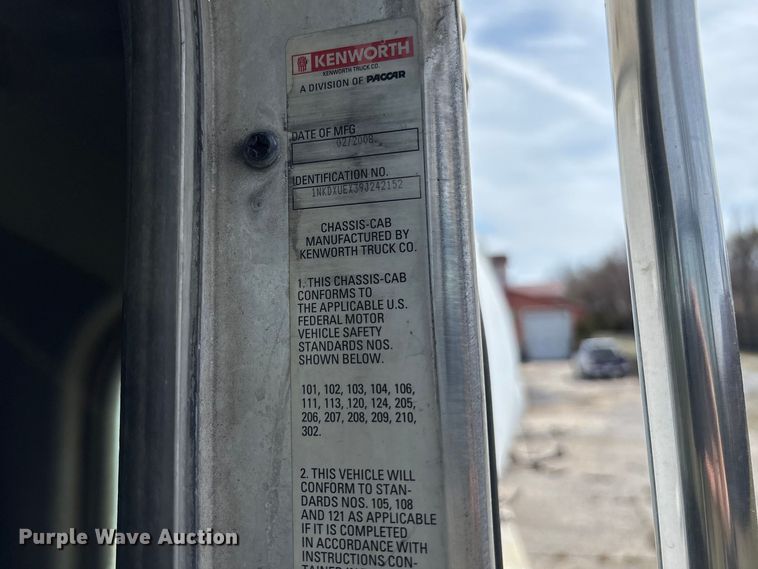 KENWORTH
KENWORTH TRUCK CO.
A DIVISION OF PACCAR
DATE OF MFG
02/2008
IDENTIFICATION NO.
1NKDXUEX39J242152
CHASSIS-CAB
MANUFACTURED BY
KENWORTH TRUCK CO.
1. THIS CHASSIS-CAB
CONFORMS TO
THE APPLICABLE U.S.
FEDERAL MOTOR
VEHICLE SAFETY
STANDARDS NOS.
SHOWN BELOW.
101, 102, 103, 104, 106,
111, 113, 120, 124, 205,
206, 207, 208, 209, 210,
302.
2. THIS VEHICLE WILL
CONFORM TO STAN-
DARDS NOS. 105, 108
AND 121 AS APPLICABLE
IF IT IS COMPLETED
IN ACCORDANCE WITH
INSTRUCTIONS CON-
Purple Wave Auction